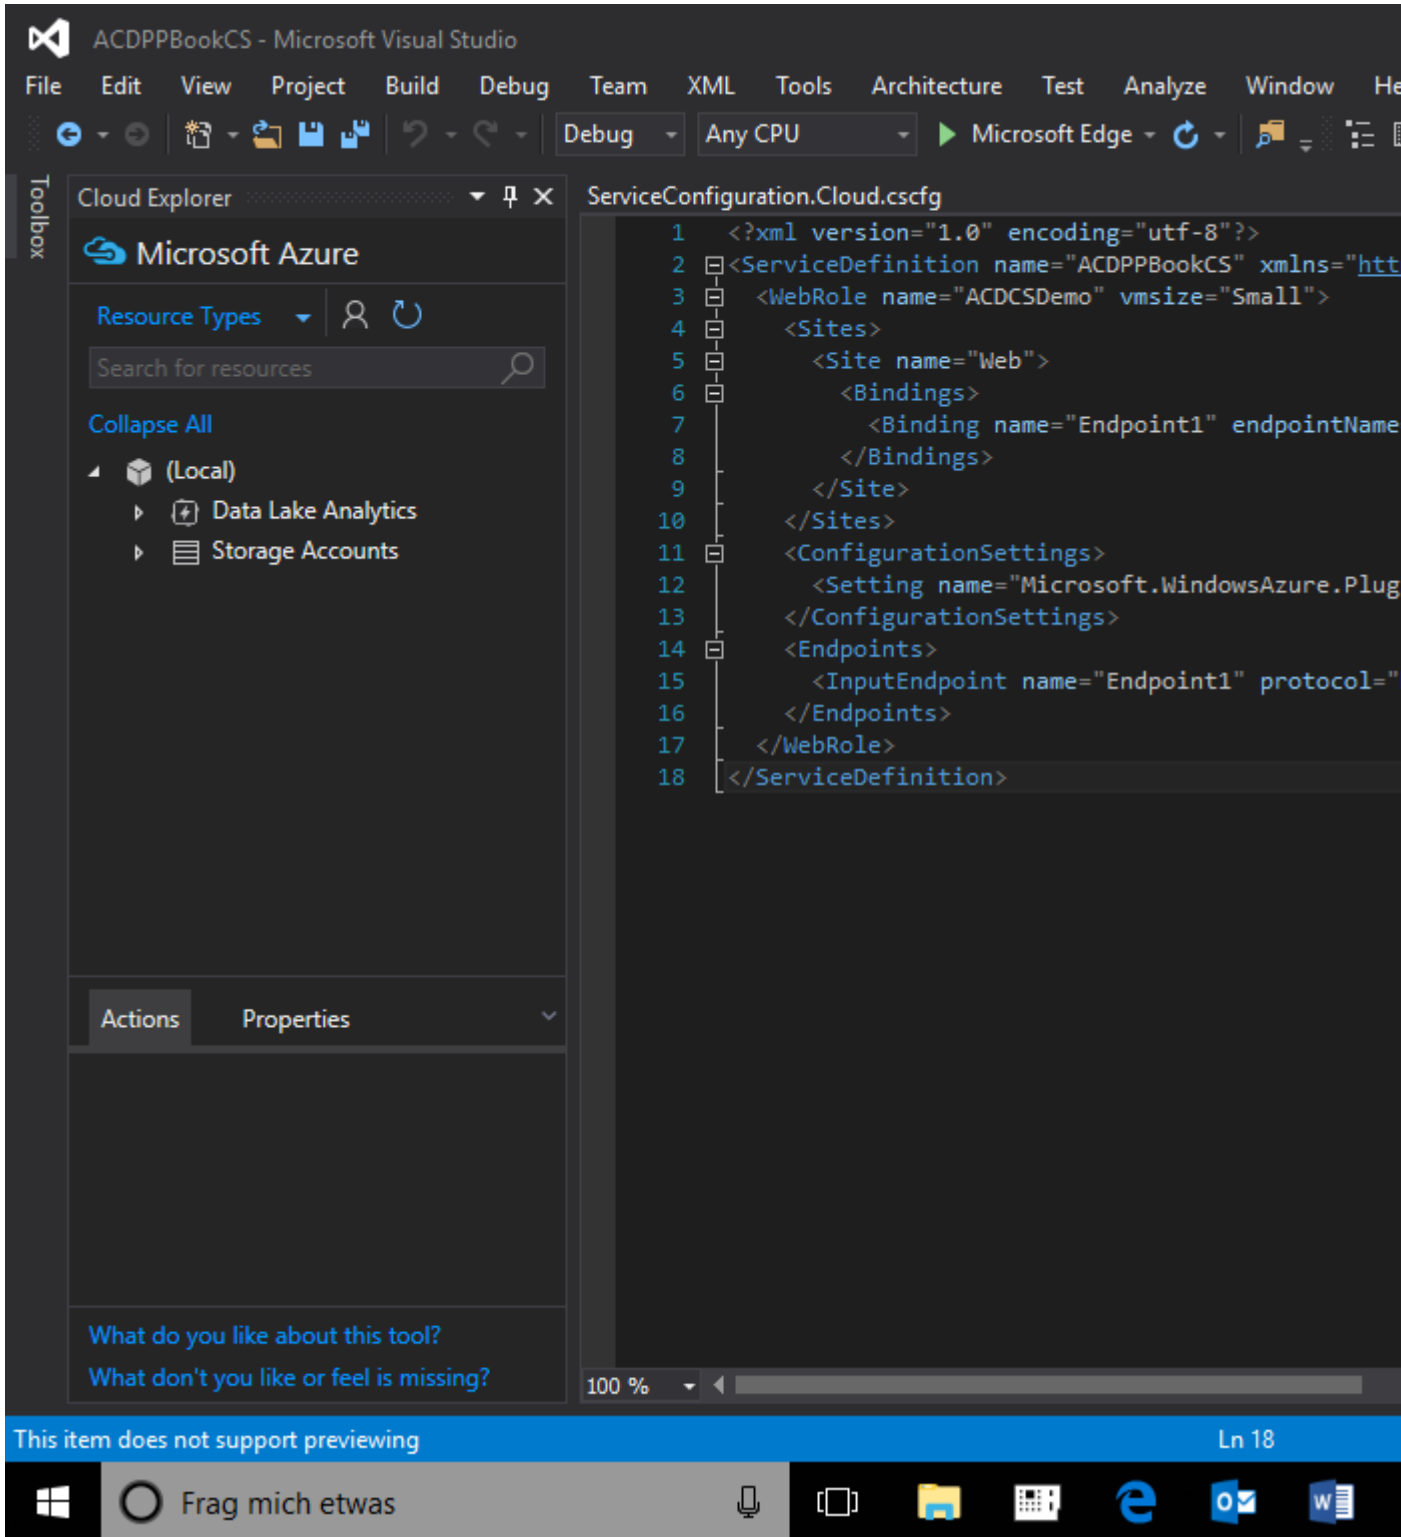 ACDPPBookCS - Microsoft Visual Studio
File Edit View Project Build Debug Team XML Tools Architecture Test Analyze Window He
Debug Any CPU Microsoft Edge
Toolbox
Cloud Explorer
Microsoft Azure
Resource Types
Search for resources
Collapse All
(Local)
Data Lake Analytics
Storage Accounts
Actions Properties
What do you like about this tool?
What don't you like or feel is missing?
ServiceConfiguration.Cloud.cscfg
1 <?xml version="1.0" encoding="utf-8"?>
2 <ServiceDefinition name="ACDPPBookCS" xmlns="htt
3 <WebRole name="ACDCSDemo" vmsize="Small">
4 <Sites>
5 <Site name="Web">
6 <Bindings>
7 <Binding name="Endpoint1" endpointName
8 </Bindings>
9 </Site>
10 </Sites>
11 <ConfigurationSettings>
12 <Setting name="Microsoft.WindowsAzure.Plug
13 </ConfigurationSettings>
14 <Endpoints>
15 <InputEndpoint name="Endpoint1" protocol="
16 </Endpoints>
17 </WebRole>
18 </ServiceDefinition>
100 %
This item does not support previewing Ln 18
Frag mich etwas